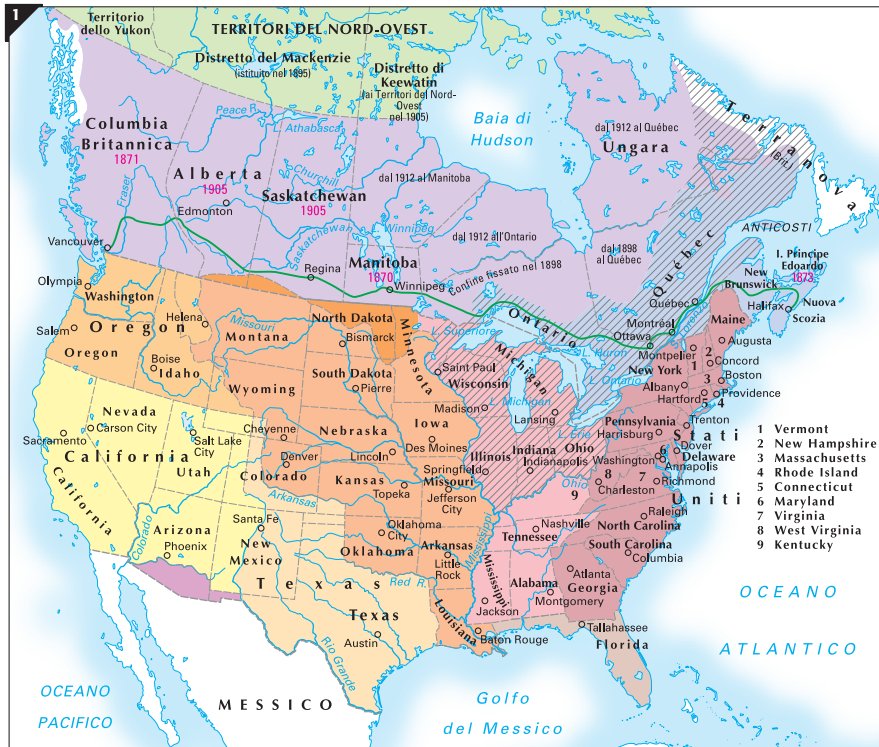 1
Territorio
dello Yukon
TERRITORI DEL NORD-OVEST
Distretto del Mackenzie
(istituito nel 1895)
Distretto di
Keewatin
(ai Territori del Nord-
Ovest
nel 1905)
Baia di
Hudson
Terranova
(Brit.)
Peace R.
L. Athabasca
Columbia
Britannica
1871
Alberta
1905
Edmonton
Churchill
Saskatchewan
1905
dal 1912 al Manitoba
dal 1912 al Québec
Ungara
Fraser
Saskatchewan
L. Winnipeg
dal 1912 all'Ontario
dal 1898
al Québec
Québec
ANTICOSTI
Vancouver
Regina
Manitoba
1870
Winnipeg
Confine fissato nel 1898
I. Principe
Edoardo
1873
New
Brunswick
Québec
Halifax
Nuova
Scozia
Olympia
Washington
Helena
Salem
Oregon
Oregon
Missouri
Montana
North Dakota
Bismarck
Minnesota
L. Superiore
Ontario
Montréal
Ottawa
Maine
Augusta
Boise
Idaho
South Dakota
Pierre
Saint Paul
Wisconsin
Michigan
L. Huron
Montpelier
1
2
Concord
Wyoming
New York
L. Ontario
Albany
3
Boston
Madison
L. Michigan
Lansing
Hartford
5
4
Providence
Nevada
Carson City
Sacramento
Salt Lake
City
Cheyenne
Nebraska
Iowa
Des Moines
L. Erie
Pennsylvania
Harrisburg
Trenton
Stati
California
Utah
Denver
Colorado
Lincoln
Illinois
Springfield
Indiana
Indianapolis
Ohio
Washington
6
Dover
Delaware
Annapolis
California
Kansas
Topeka
Missouri
Jefferson
City
Ohio
8
Charleston
7
Richmond
Uniti
Arkansas
9
Raleigh
Colorado
Arizona
Phoenix
Santa Fe
New
Mexico
Oklahoma
City
Oklahoma
Arkansas
Little
Rock
Mississippi
Nashville
Tennessee
North Carolina
South Carolina
Columbia
Texas
Red R.
Mississippi
Jackson
Alabama
Montgomery
Atlanta
Georgia
Texas
Austin
Louisiana
Baton Rouge
Tallahassee
Florida
Rio Grande
MESSICO
OCEANO
PACIFICO
Golfo
del Messico
OCEANO
ATLANTICO
1 Vermont
2 New Hampshire
3 Massachusetts
4 Rhode Island
5 Connecticut
6 Maryland
7 Virginia
8 West Virginia
9 Kentucky